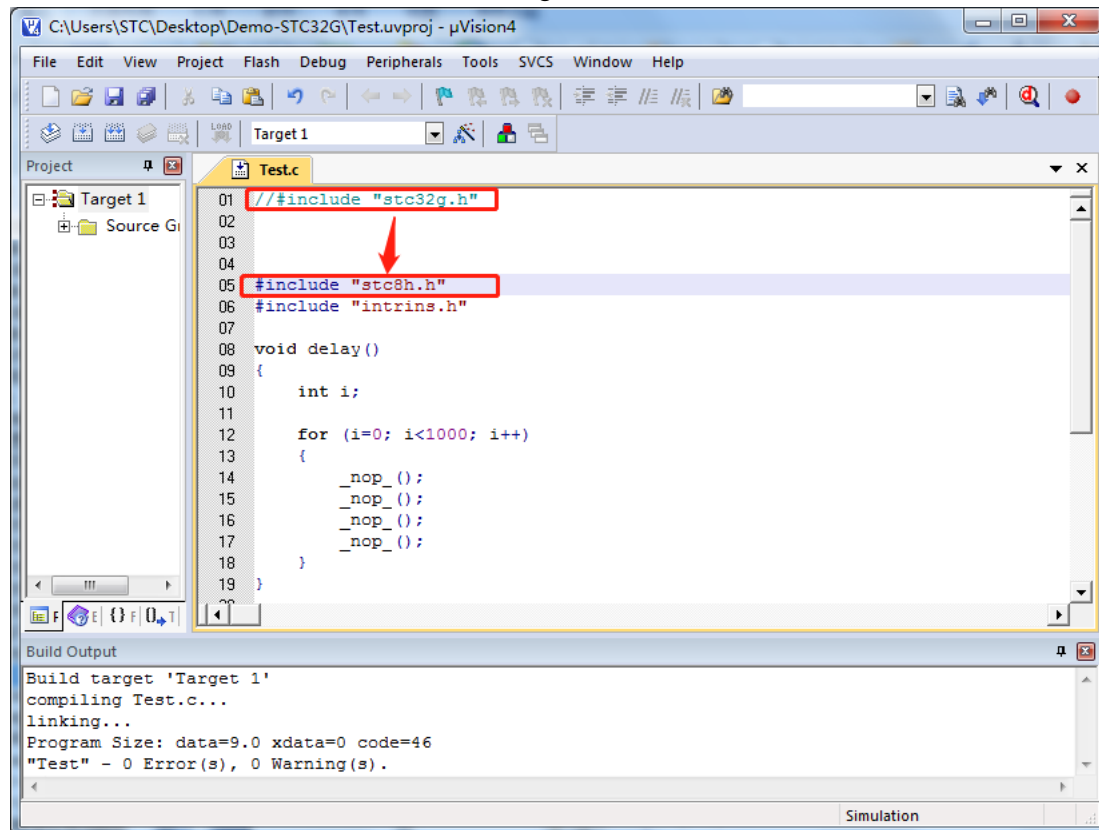 C:\Users\STC\Desktop\Demo-STC32G\Test.uvproj - µVision4
File Edit View Project Flash Debug Peripherals Tools SVCS Window Help
LOAD Target 1
Project
Test.c
Target 1
Source Gr
01 //#include "stc32g.h"
02
03
04
05 #include "stc8h.h"
06 #include "intrins.h"
07
08 void delay()
09 {
10 int i;
11
12 for (i=0; i<1000; i++)
13 {
14 _nop_();
15 _nop_();
16 _nop_();
17 _nop_();
18 }
19 }
F E {} F 0 T
Build Output
Build target 'Target 1'
compiling Test.c...
linking...
Program Size: data=9.0 xdata=0 code=46
"Test" - 0 Error(s), 0 Warning(s).
Simulation